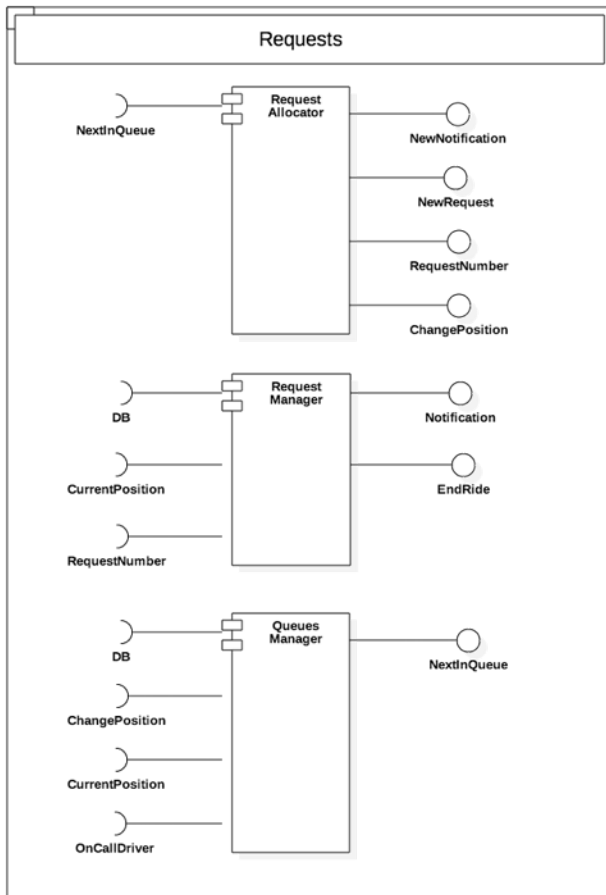 Requests
Request
Allocator
NextInQueue
NewNotification
NewRequest
RequestNumber
ChangePosition
Request
Manager
DB
CurrentPosition
RequestNumber
Notification
EndRide
Queues
Manager
DB
ChangePosition
CurrentPosition
OnCallDriver
NextInQueue